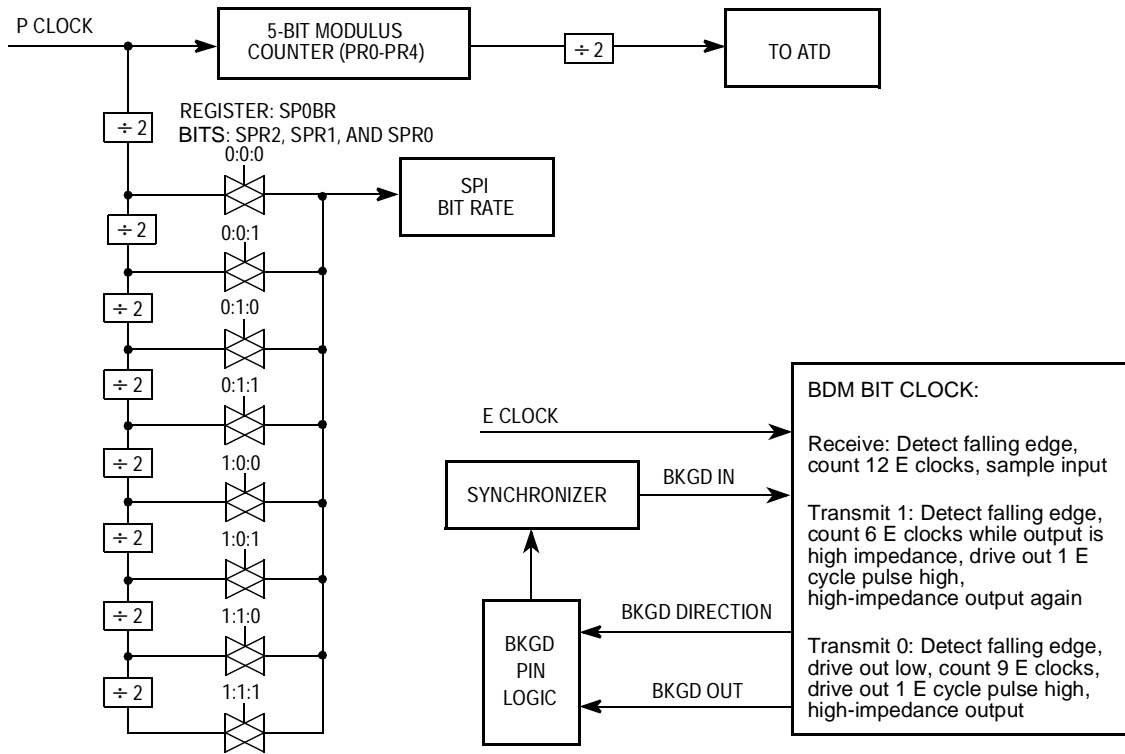 P CLOCK
5-BIT MODULUS
COUNTER (PR0-PR4)
÷ 2
TO ATD
÷ 2
REGISTER: SP0BR
BITS: SPR2, SPR1, AND SPR0
0:0:0
SPI
BIT RATE
÷ 2
0:0:1
÷ 2
0:1:0
÷ 2
0:1:1
÷ 2
1:0:0
÷ 2
1:0:1
÷ 2
1:1:0
÷ 2
1:1:1
E CLOCK
SYNCHRONIZER
BKGD IN
BKGD
PIN
LOGIC
BKGD DIRECTION
BKGD OUT
BDM BIT CLOCK:
Receive: Detect falling edge,
count 12 E clocks, sample input
Transmit 1: Detect falling edge,
count 6 E clocks while output is
high impedance, drive out 1 E
cycle pulse high,
high-impedance output again
Transmit 0: Detect falling edge,
drive out low, count 9 E clocks,
drive out 1 E cycle pulse high,
high-impedance output